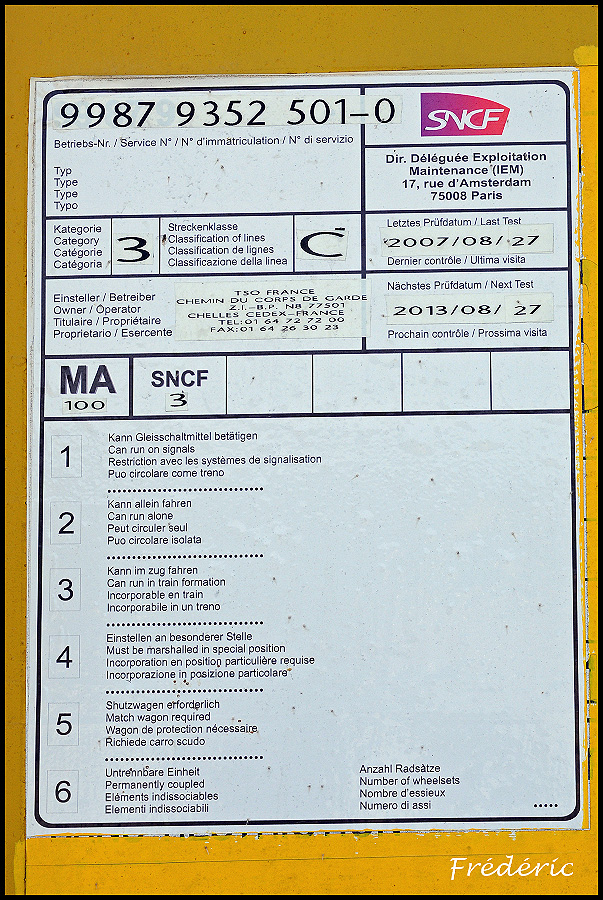 9987 9352 501-0
SNCF
Betriebs-Nr. / Service N° / N° d'immatriculation / N° di servizio
Typ
Type
Type
Typo
Dir. Déléguée Exploitation
Maintenance (IEM)
17, rue d'Amsterdam
75008 Paris
Kategorie
Category
Catégorie
Catégoria
3
Streckenklasse
Classification of lines
Classification de lignes
Classificazione della linea
C
Letztes Prüfdatum / Last Test
2007/08/27
Dernier contrôle / Ultima visita
Einsteller / Betreiber
Owner / Operator
Titulaire / Propriétaire
Proprietario / Esercente
TSO FRANCE
CHEMIN DU CORPS DE GARDE
Z.I.-B.P. N8 77501
CHELLES CEDEX-FRANCE
TEL:01 64 72 72 00
FAX:01 64 26 30 23
Nächstes Prüfdatum / Next Test
2013/08/27
Prochain contrôle / Prossima visita
MA
100
SNCF
3
1
Kann Gleisschaltmittel betätigen
Can run on signals
Restriction avec les systèmes de signalisation
Puo circolare come treno
2
Kann allein fahren
Can run alone
Peut circuler seul
Puo circolare isolata
3
Kann im zug fahren
Can run in train formation
Incorporable en train
Incorporabile in un treno
4
Einstellen an besonderer Stelle
Must be marshalled in special position
Incorporation en position particulière requise
Incorporazione in posizione particolare
5
Shutzwagen erforderlich
Match wagon required
Wagon de protection nécessaire
Richiede carro scudo
6
Untrennbare Einheit
Permanently coupled
Eléments indissociables
Elementi indissociabili
Anzahl Radsätze
Number of wheelsets
Nombre d'essieux
Numero di assi
Frédéric